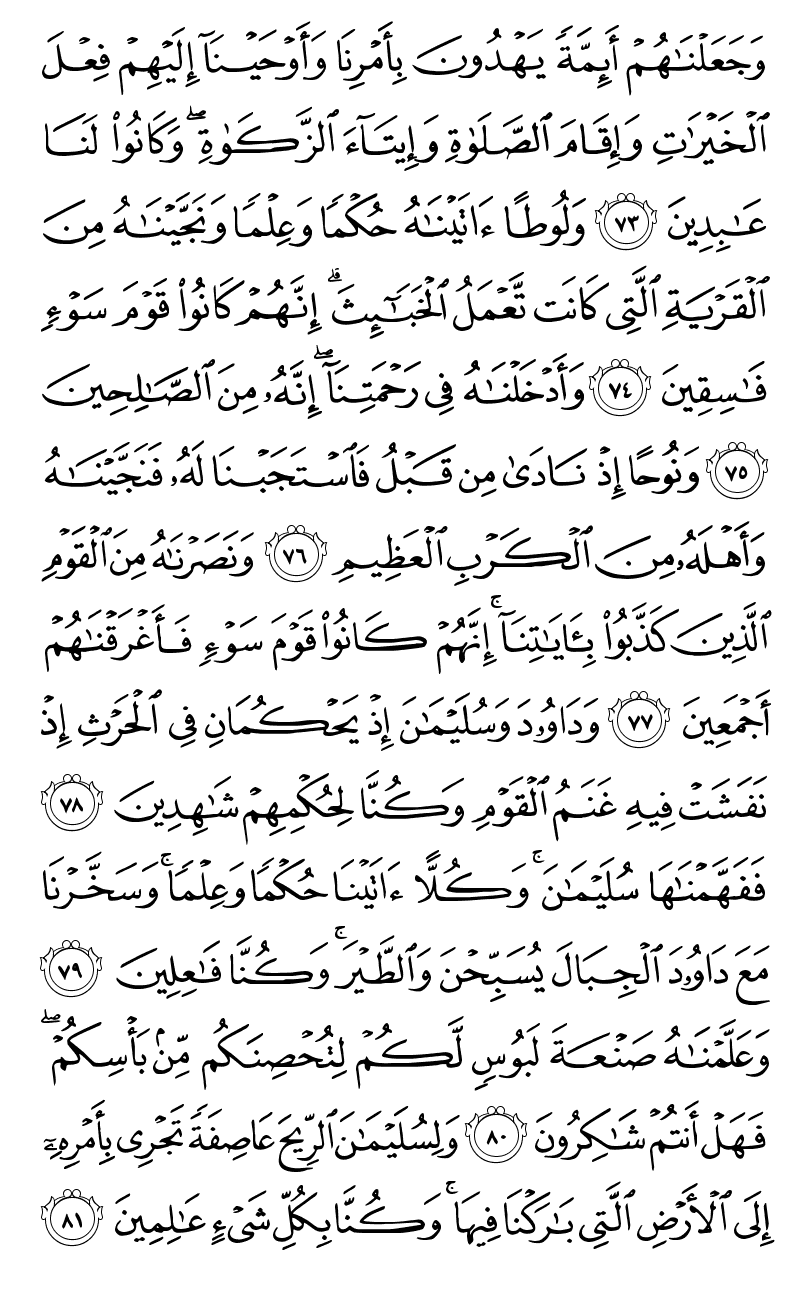 وَجَعَلۡنَٰهُمۡ أَئِمَّةٗ يَهۡدُونَ بِأَمۡرِنَا وَأَوۡحَيۡنَآ إِلَيۡهِمۡ فِعۡلَ
ٱلۡخَيۡرَٰتِ وَإِقَامَ ٱلصَّلَوٰةِ وَإِيتَآءَ ٱلزَّكَوٰةِۖ وَكَانُواْ لَنَا
عَٰبِدِينَ ٧٣ وَلُوطًا ءَاتَيۡنَٰهُ حُكۡمٗا وَعِلۡمٗا وَنَجَّيۡنَٰهُ مِنَ
ٱلۡقَرۡيَةِ ٱلَّتِي كَانَت تَّعۡمَلُ ٱلۡخَبَٰٓئِثَۚ إِنَّهُمۡ كَانُواْ قَوۡمَ سَوۡءٖ
فَٰسِقِينَ ٧٤ وَأَدۡخَلۡنَٰهُ فِي رَحۡمَتِنَآۖ إِنَّهُۥ مِنَ ٱلصَّٰلِحِينَ
٧٥ وَنُوحًا إِذۡ نَادَىٰ مِن قَبۡلُ فَٱسۡتَجَبۡنَا لَهُۥ فَنَجَّيۡنَٰهُ
وَأَهۡلَهُۥ مِنَ ٱلۡكَرۡبِ ٱلۡعَظِيمِ ٧٦ وَنَصَرۡنَٰهُ مِنَ ٱلۡقَوۡمِ
ٱلَّذِينَ كَذَّبُواْ بِـَٔايَٰتِنَآۚ إِنَّهُمۡ كَانُواْ قَوۡمَ سَوۡءٖ فَأَغۡرَقۡنَٰهُمۡ
أَجۡمَعِينَ ٧٧ وَدَاوُۥدَ وَسُلَيۡمَٰنَ إِذۡ يَحۡكُمَانِ فِي ٱلۡحَرۡثِ إِذۡ
نَفَشَتۡ فِيهِ غَنَمُ ٱلۡقَوۡمِ وَكُنَّا لِحُكۡمِهِمۡ شَٰهِدِينَ ٧٨
فَفَهَّمۡنَٰهَا سُلَيۡمَٰنَۚ وَكُلًّا ءَاتَيۡنَا حُكۡمٗا وَعِلۡمٗاۚ وَسَخَّرۡنَا
مَعَ دَاوُۥدَ ٱلۡجِبَالَ يُسَبِّحۡنَ وَٱلطَّيۡرَۚ وَكُنَّا فَٰعِلِينَ ٧٩
وَعَلَّمۡنَٰهُ صَنۡعَةَ لَبُوسٖ لَّكُمۡ لِتُحۡصِنَكُم مِّنۢ بَأۡسِكُمۡۖ
فَهَلۡ أَنتُمۡ شَٰكِرُونَ ٨٠ وَلِسُلَيۡمَٰنَ ٱلرِّيحَ عَاصِفَةٗ تَجۡرِي بِأَمۡرِهِۦٓ
إِلَى ٱلۡأَرۡضِ ٱلَّتِي بَٰرَكۡنَا فِيهَاۚ وَكُنَّا بِكُلِّ شَيۡءٍ عَٰلِمِينَ ٨١